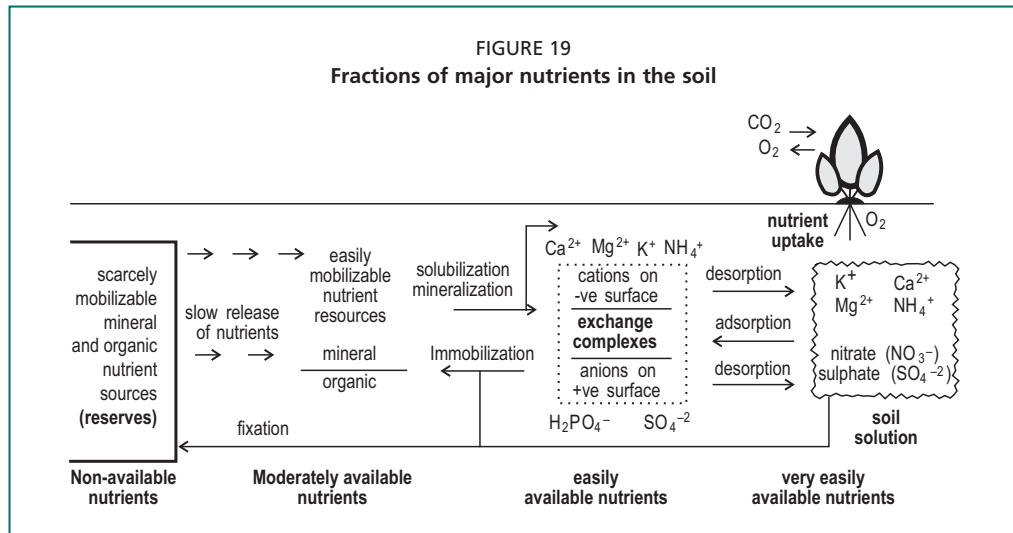 FIGURE 19
Fractions of major nutrients in the soil
CO₂
O₂
nutrient
uptake
O₂
scarcely
mobilizable
mineral
and organic
nutrient
sources
(reserves)
slow release
of nutrients
easily
mobilizable
nutrient
resources
mineral
organic
solubilization
mineralization
Immobilization
fixation
Ca²⁺ Mg²⁺ K⁺ NH₄⁺
cations on
-ve surface
exchange
complexes
anions on
+ve surface
H₂PO₄⁻ SO₄⁻²
desorption
adsorption
desorption
K⁺ Ca²⁺
Mg²⁺ NH₄⁺
nitrate (NO₃⁻)
sulphate (SO₄⁻²)
soil
solution
Non-available
nutrients
Moderately available
nutrients
easily
available nutrients
very easily
available nutrients